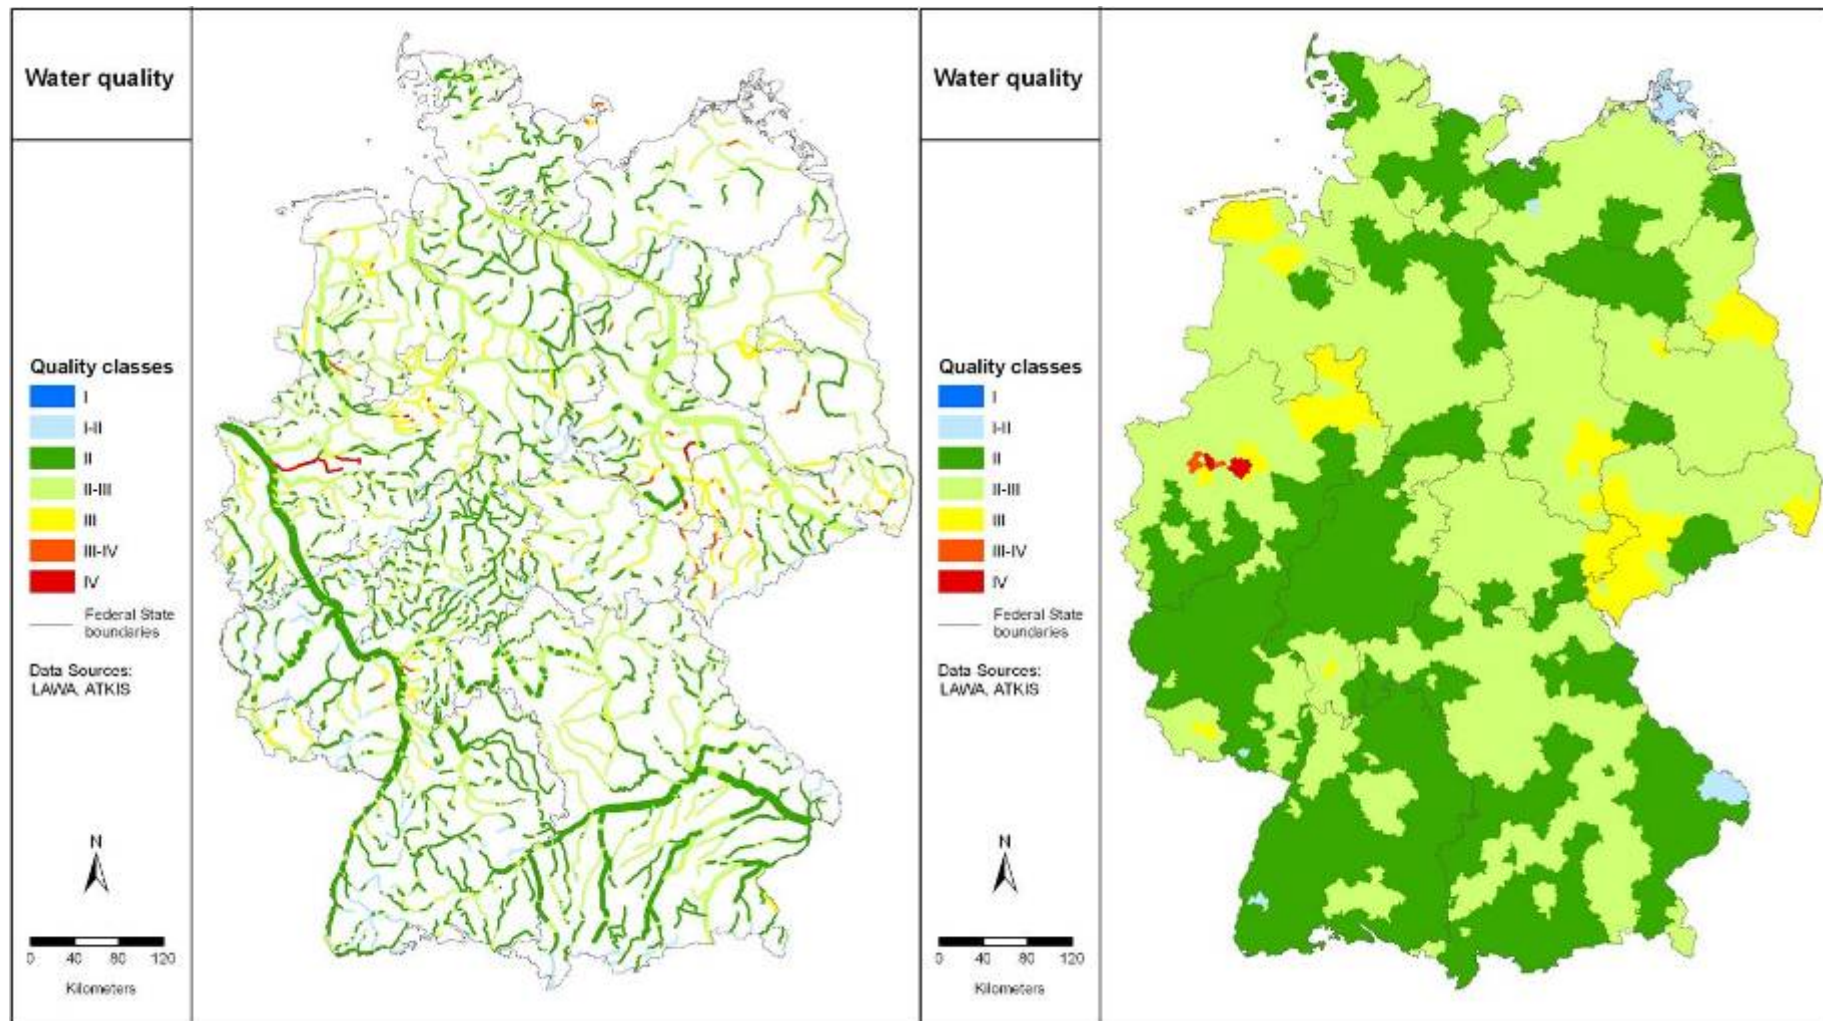 Water quality
Quality classes
I
I-II
II
II-III
III
III-IV
IV
Federal State
boundaries
Data Sources:
LAWA, ATKIS
N
0 40 80 120
Kilometers
Water quality
Quality classes
I
I-II
II
II-III
III
III-IV
IV
Federal State
boundaries
Data Sources:
LAWA, ATKIS
N
0 40 80 120
Kilometers